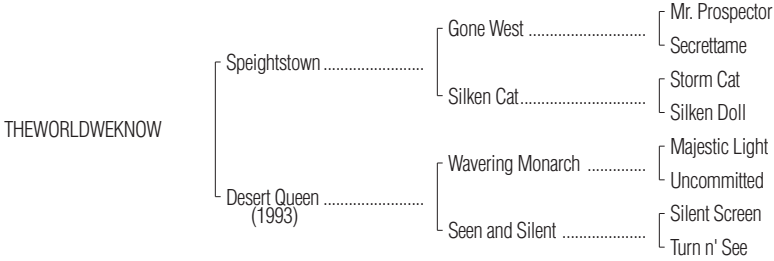 Mr. Prospector
Gone West ..............................
Secrettame
Speightstown ........................
Storm Cat
Silken Cat................................
Silken Doll
THEWORLDWEKNOW
Majestic Light
Wavering Monarch ...............
Uncommitted
Desert Queen ........................
(1993)
Silent Screen
Seen and Silent .....................
Turn n' See